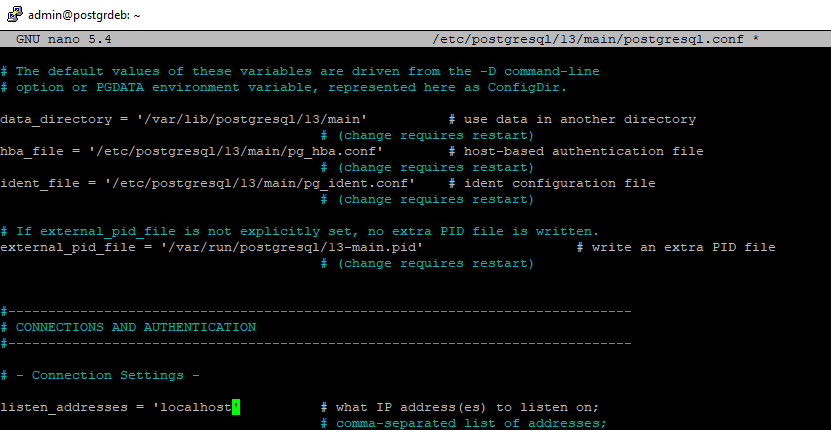 admin@postgrdeb: ~
GNU nano 5.4 /etc/postgresql/13/main/postgresql.conf *
# The default values of these variables are driven from the -D command-line
# option or PGDATA environment variable, represented here as ConfigDir.
data_directory = '/var/lib/postgresql/13/main' # use data in another directory
# (change requires restart)
hba_file = '/etc/postgresql/13/main/pg_hba.conf' # host-based authentication file
# (change requires restart)
ident_file = '/etc/postgresql/13/main/pg_ident.conf' # ident configuration file
# (change requires restart)
# If external_pid_file is not explicitly set, no extra PID file is written.
external_pid_file = '/var/run/postgresql/13-main.pid' # write an extra PID file
# (change requires restart)
#------------------------------------------------------------------------------
# CONNECTIONS AND AUTHENTICATION
#------------------------------------------------------------------------------
# - Connection Settings -
listen_addresses = 'localhost' # what IP address(es) to listen on;
# comma-separated list of addresses;